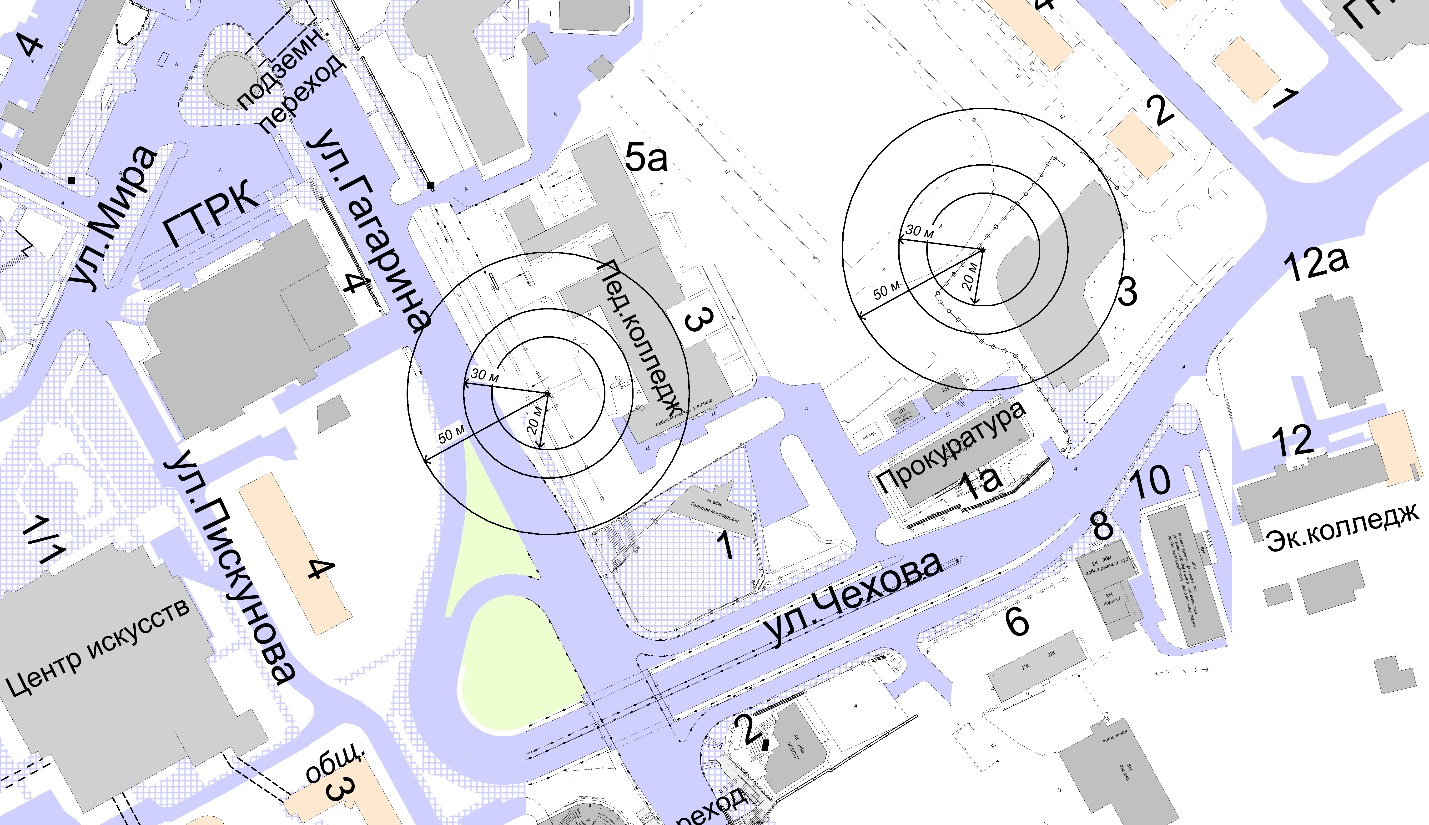 4
подземн.
переход
4
1
2
ул.Мира
ГТРК
ул.Гагарина
5а
4
3
Пед.колледж
30 м
50 м
20 м
30 м
50 м
20 м
3
12а
12
Эк.колледж
Прокуратура
1а
10
8
6
1
ул.Чехова
ул.Пискунова
1/1
4
Центр искусств
общ.
3
2